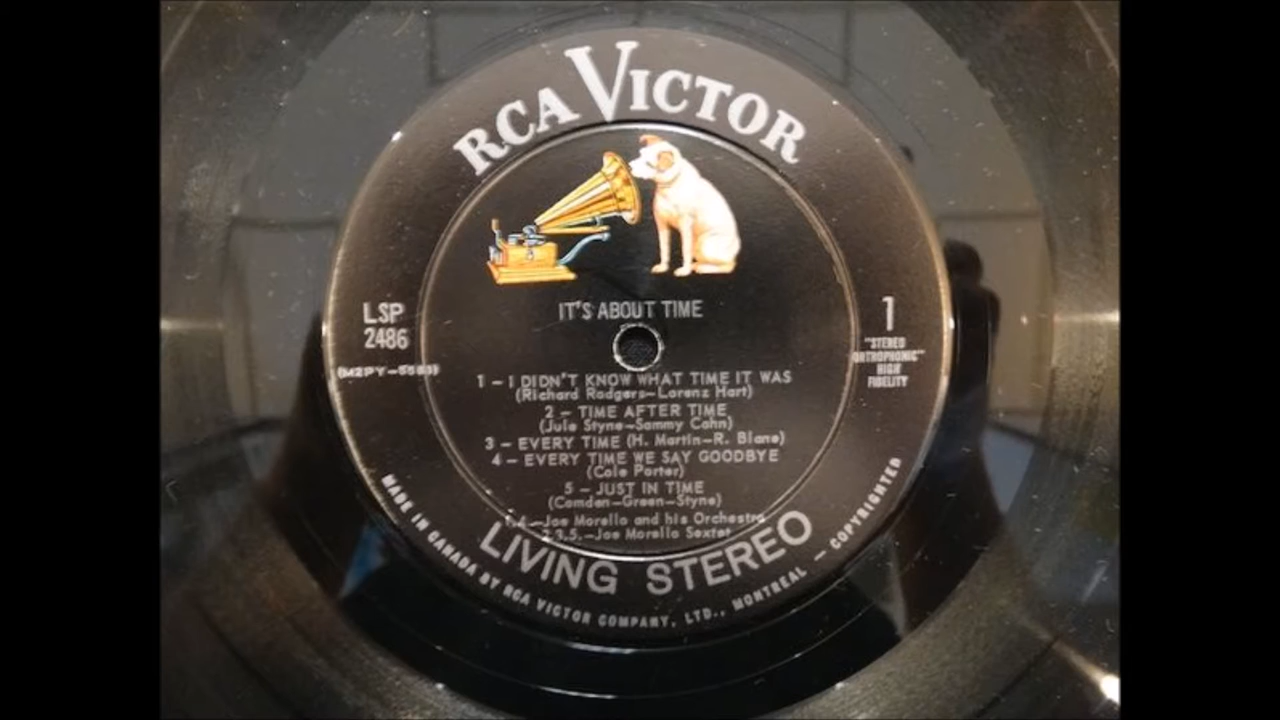 RCA VICTOR
IT'S ABOUT TIME
LSP
2486
1
"STEREO
ORTHOPHONIC"
HIGH
FIDELITY
1 – I DIDN'T KNOW WHAT TIME IT WAS
(Richard Rodgers–Lorenz Hart)
2 – TIME AFTER TIME
(Jule Styne–Sammy Cahn)
3 – EVERY TIME (H. Martin–R. Blane)
4 – EVERY TIME WE SAY GOODBYE
(Cole Porter)
5 – JUST IN TIME
(Comden–Green–Styne)
1,4.–Joe Morello and his Orchestra
2,3,5.–Joe Morello Sextet
LIVING STEREO
MADE IN CANADA BY RCA VICTOR COMPANY, LTD., MONTREAL – COPYRIGHTED